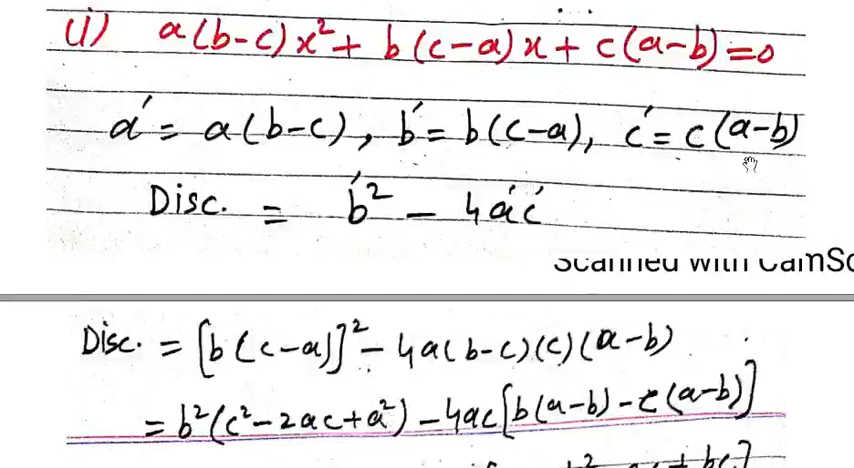 (i) a(b-c)x²+ b(c-a)x+ c(a-b)=0
a′= a(b-c), b′= b(c-a), c′= c(a-b)
Disc. = b′² - 4a′c′
Scanned with CamSc
Disc. = [b(c-a)]² - 4a(b-c)(c)(a-b)
= b²(c²-2ac+a²) -4ac[b(a-b)-c(a-b)]